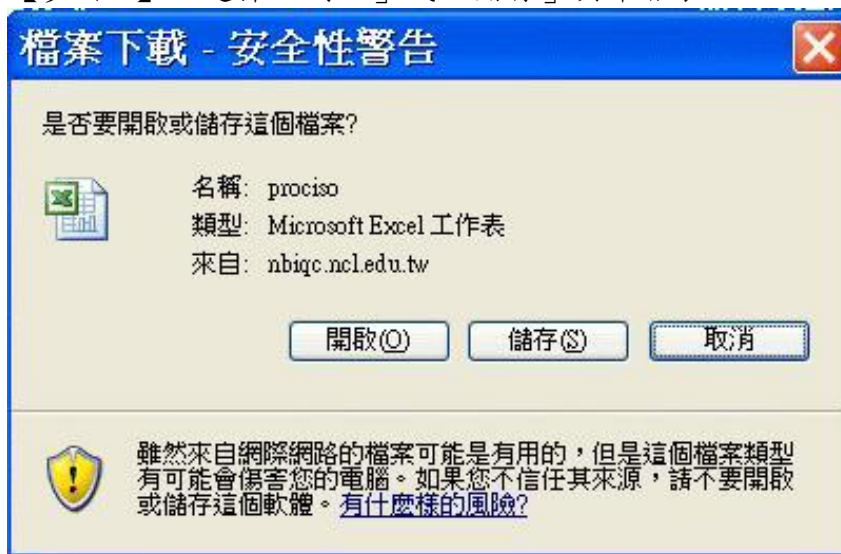 檔案下載 - 安全性警告
是否要開啟或儲存這個檔案?
名稱: prociso
類型: Microsoft Excel 工作表
來自: nbiqc.ncl.edu.tw
開啟(O) 儲存(S) 取消
雖然來自網際網路的檔案可能是有用的，但是這個檔案類型
有可能會傷害您的電腦。如果您不信任其來源，請不要開啟
或儲存這個軟體。有什麼樣的風險?